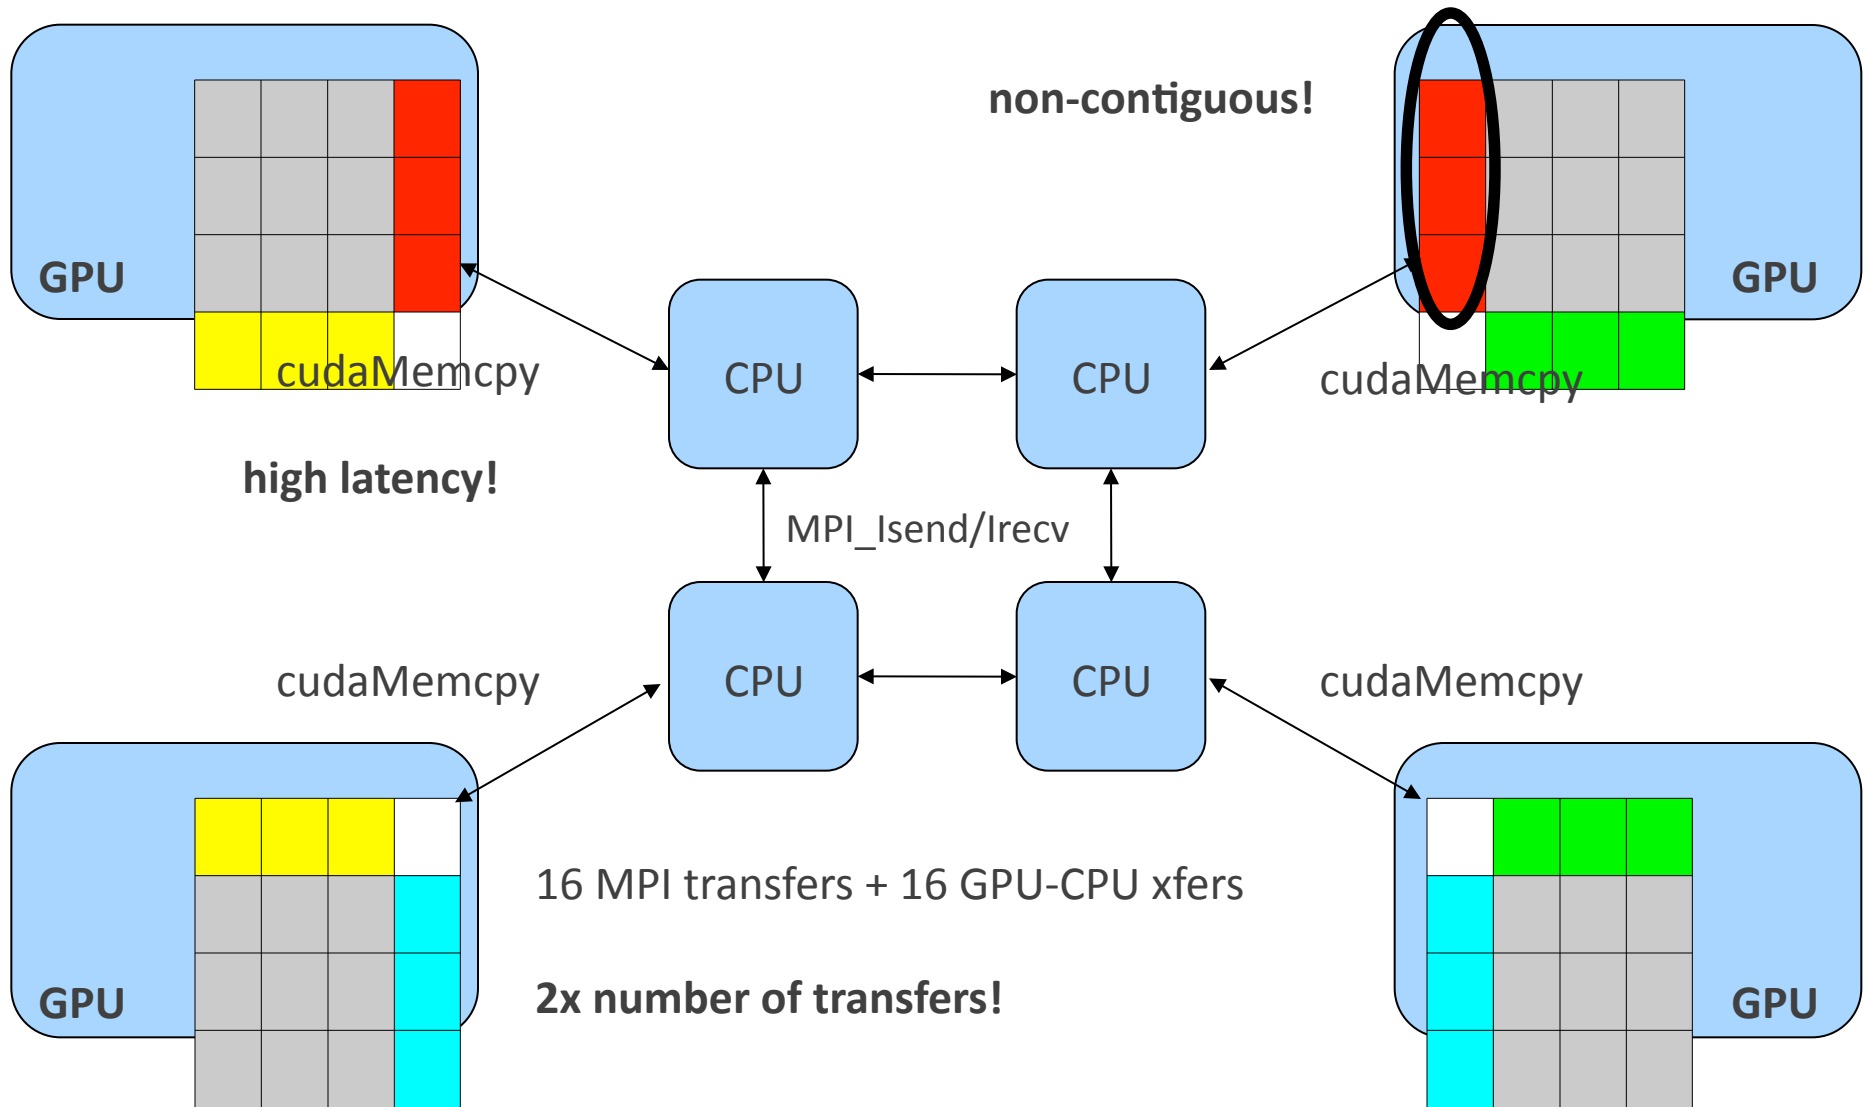 non-contiguous!
GPU
GPU
cudaMemcpy
CPU
CPU
cudaMemcpy
high latency!
MPI_Isend/Irecv
cudaMemcpy
CPU
CPU
cudaMemcpy
16 MPI transfers + 16 GPU-CPU xfers
GPU
2x number of transfers!
GPU